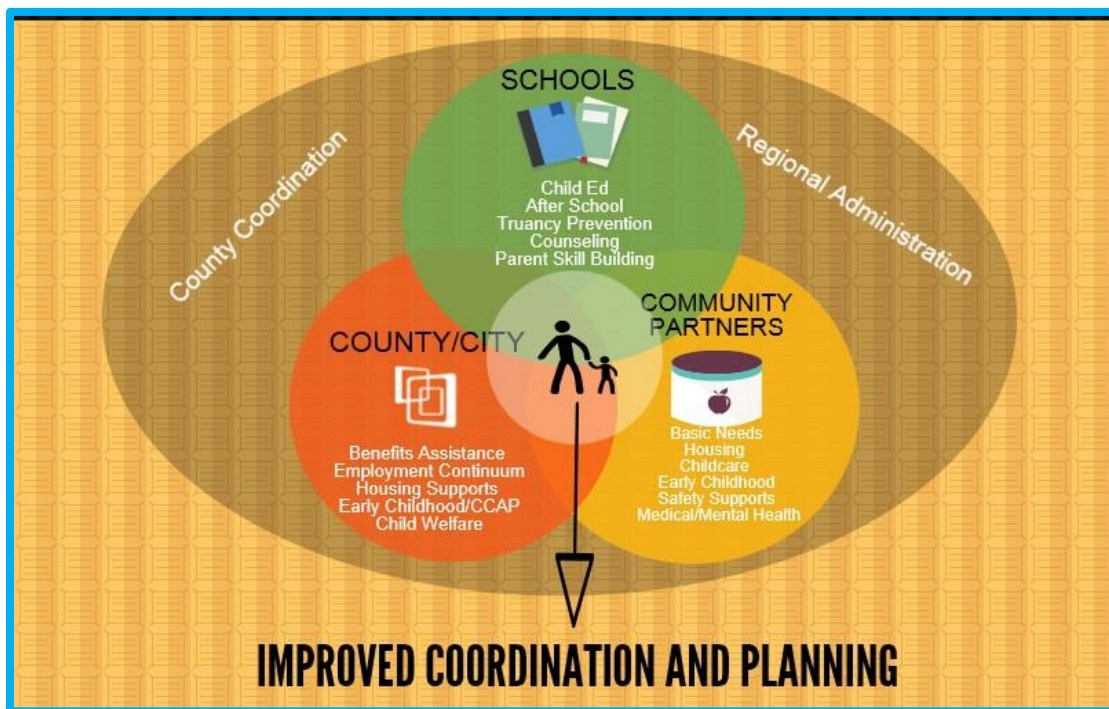 SCHOOLS
Child Ed
After School
Truancy Prevention
Counseling
Parent Skill Building
County Coordination
Regional Administration
COUNTY/CITY
Benefits Assistance
Employment Continuum
Housing Supports
Early Childhood/CCAP
Child Welfare
COMMUNITY
PARTNERS
Basic Needs
Housing
Childcare
Early Childhood
Safety Supports
Medical/Mental Health
IMPROVED COORDINATION AND PLANNING